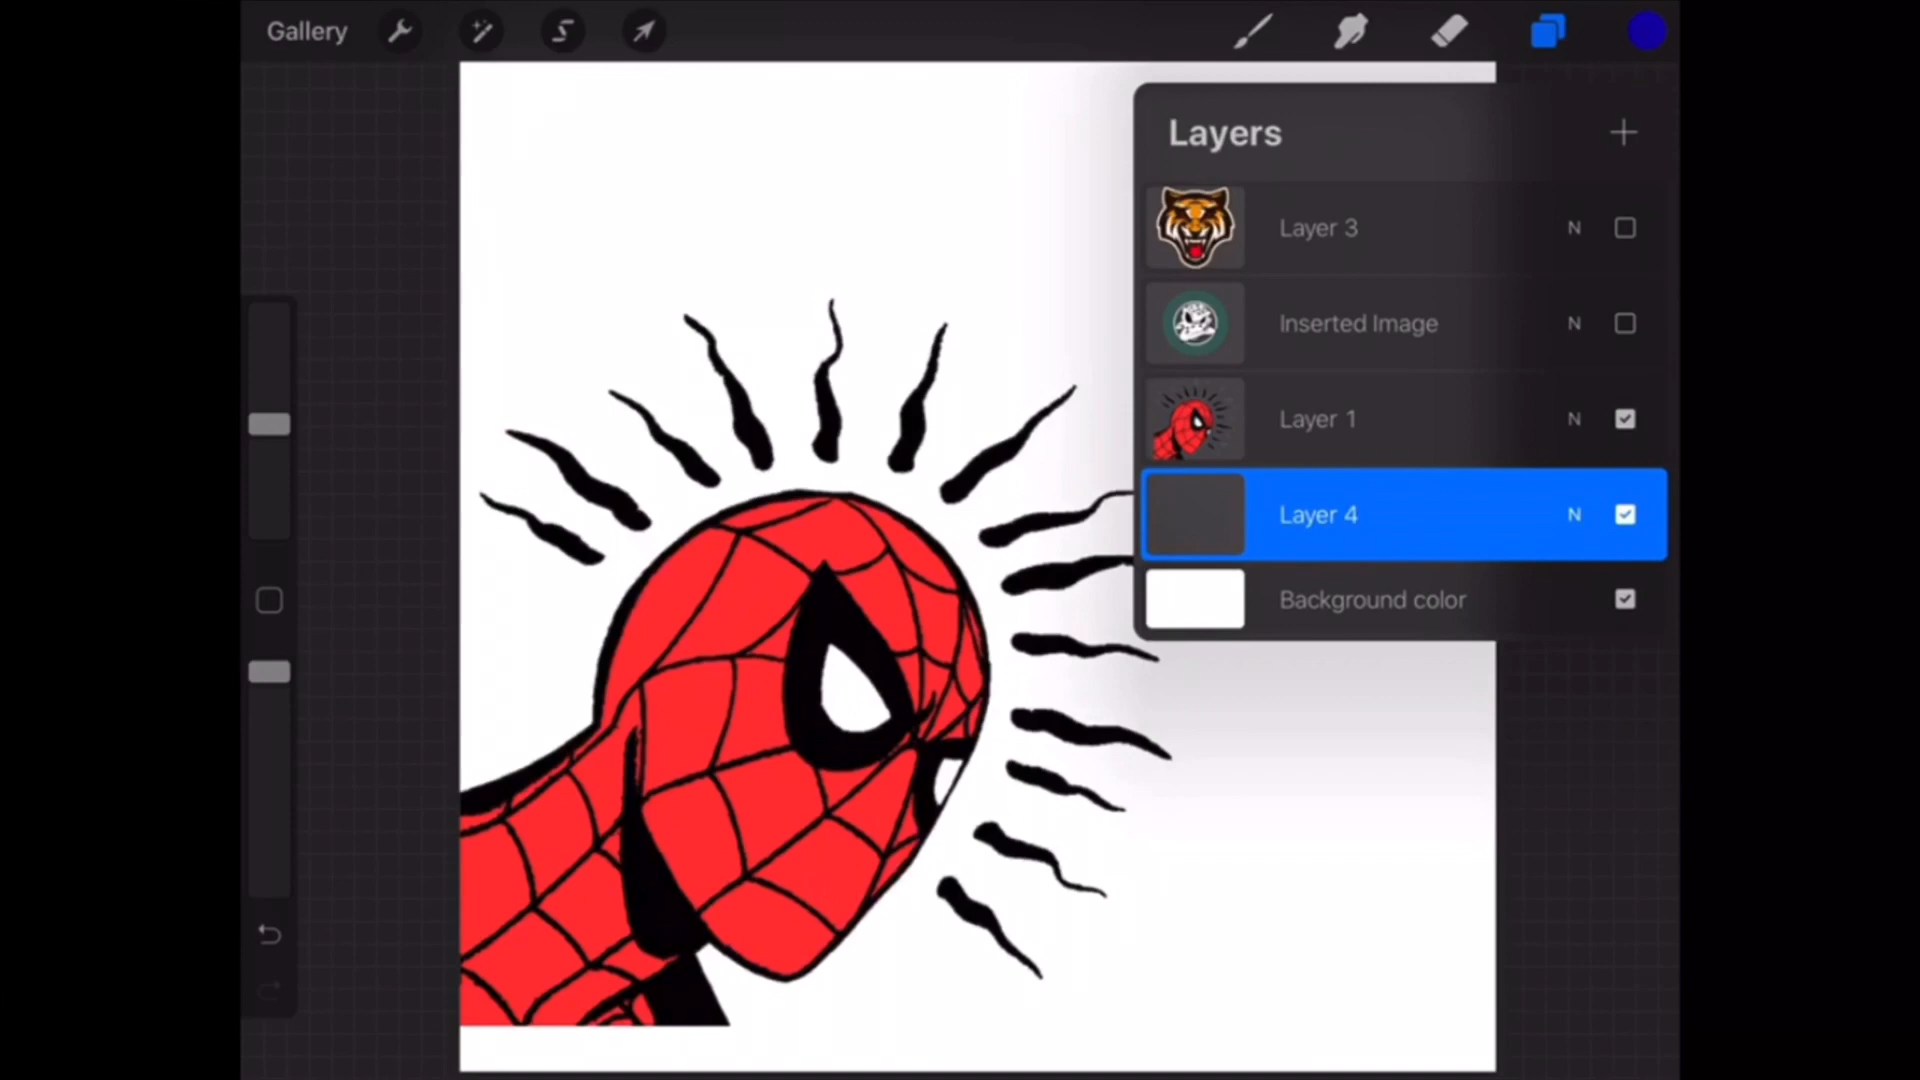 Gallery
Layers
Layer 3 N
Inserted Image N
Layer 1 N
Layer 4 N
Background color